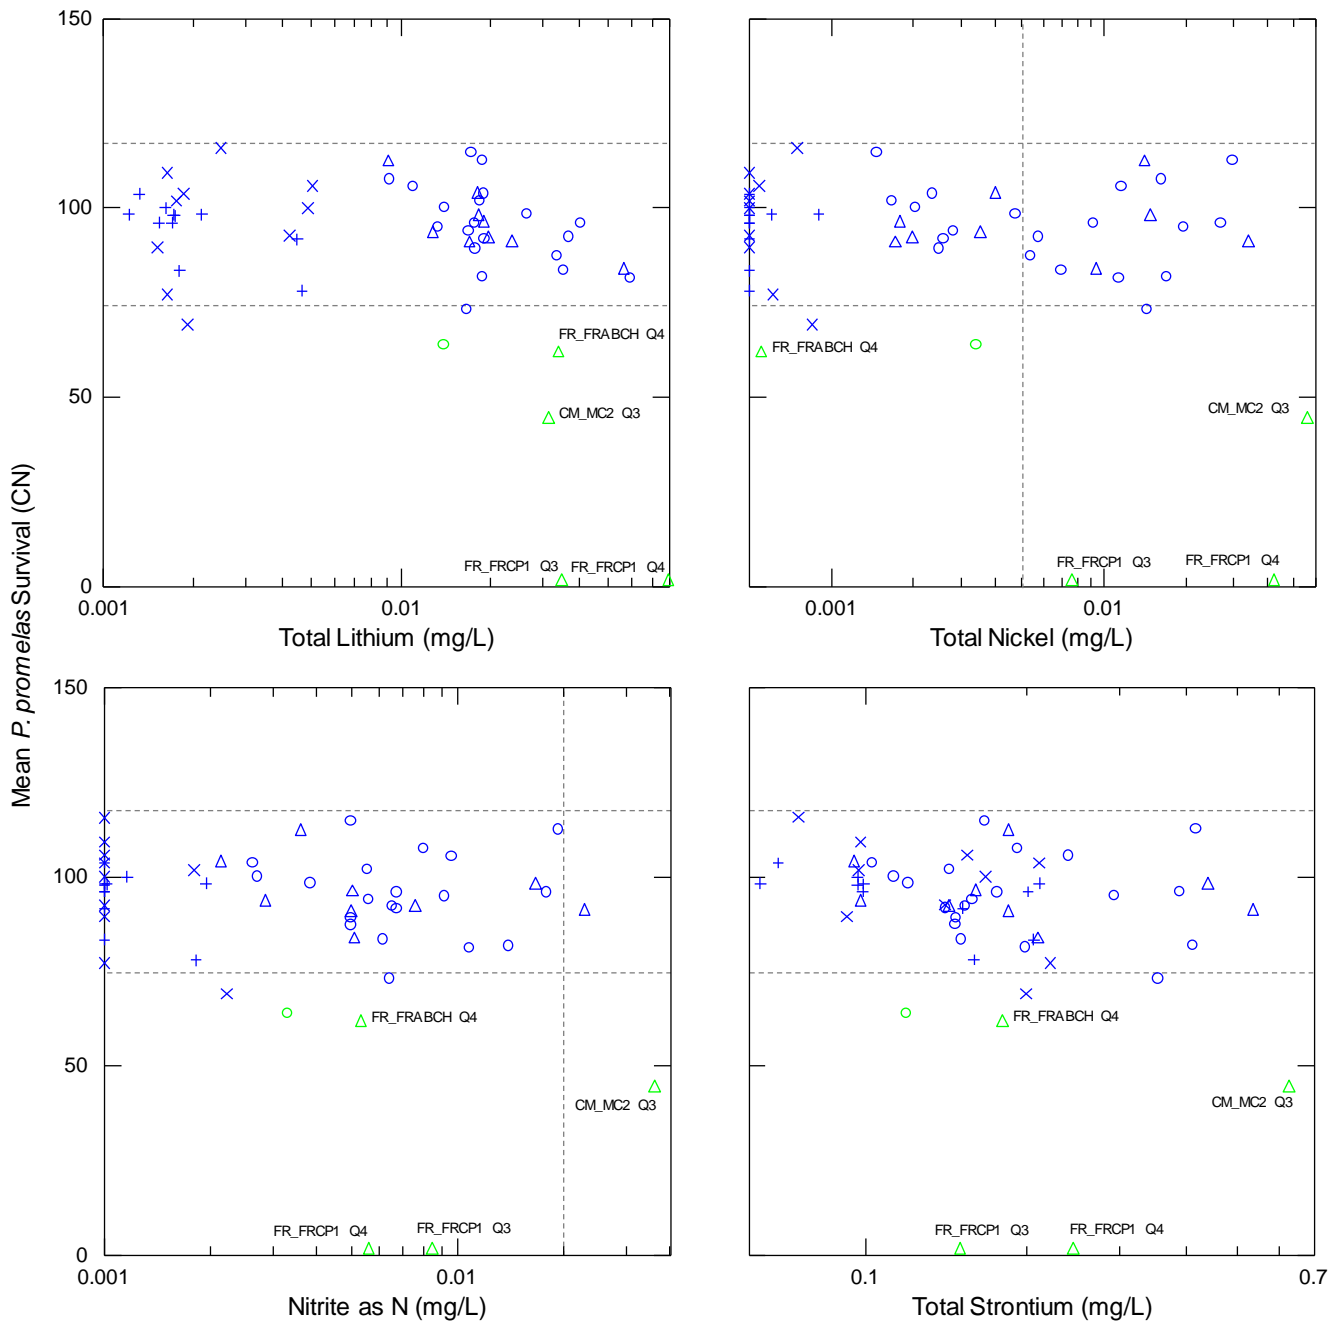 Mean P. promelas Survival (CN)
150
100
50
0
FR_FRABCH Q4
CM_MC2 Q3
FR_FRCP1 Q3 FR_FRCP1 Q4
0.001 0.01
Total Lithium (mg/L)
FR_FRABCH Q4
CM_MC2 Q3
FR_FRCP1 Q3 FR_FRCP1 Q4
0.001 0.01
Total Nickel (mg/L)
150
100
50
0
FR_FRABCH Q4
CM_MC2 Q3
FR_FRCP1 Q4 FR_FRCP1 Q3
0.001 0.01
Nitrite as N (mg/L)
FR_FRABCH Q4
CM_MC2 Q3
FR_FRCP1 Q3 FR_FRCP1 Q4
0.1 0.7
Total Strontium (mg/L)